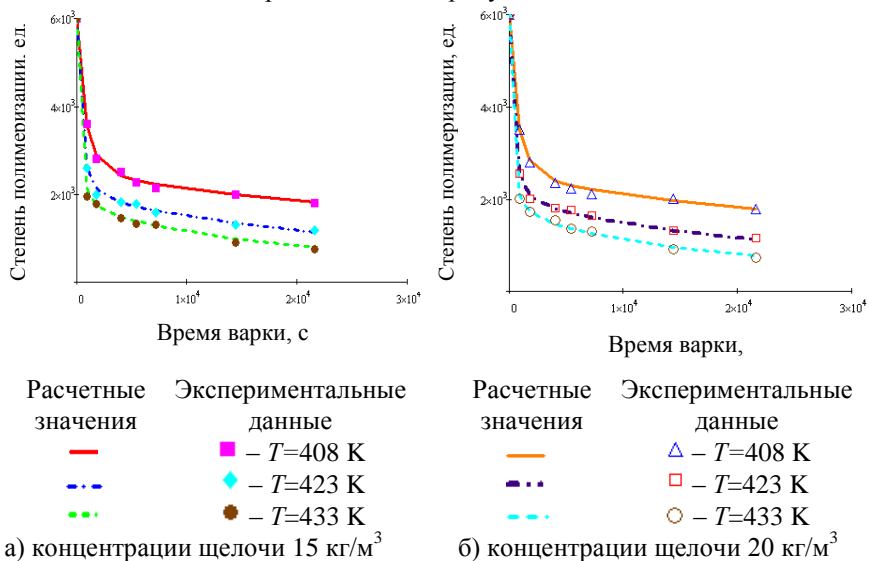 Степень полимеризации. ед.
6×10³
4×10³
2×10³
0
1×10⁴
2×10⁴
3×10⁴
Время варки, с
Степень полимеризации, ед.
6×10³
4×10³
2×10³
0
1×10⁴
2×10⁴
3×10⁴
Время варки,
Расчетные Экспериментальные
значения данные
– T=408 K
– T=423 K
– T=433 K
а) концентрации щелочи 15 кг/м³
Расчетные Экспериментальные
значения данные
– T=408 K
– T=423 K
– T=433 K
б) концентрации щелочи 20 кг/м³